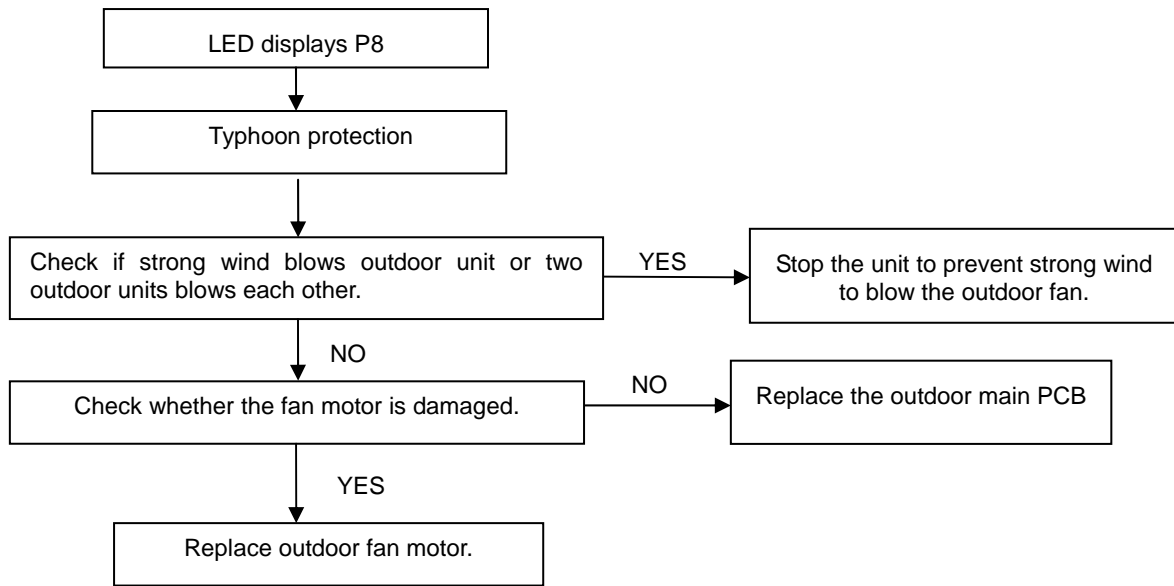 LED displays P8
Typhoon protection
Check if strong wind blows outdoor unit or two
outdoor units blows each other.
YES
Stop the unit to prevent strong wind
to blow the outdoor fan.
NO
Check whether the fan motor is damaged.
NO
Replace the outdoor main PCB
YES
Replace outdoor fan motor.